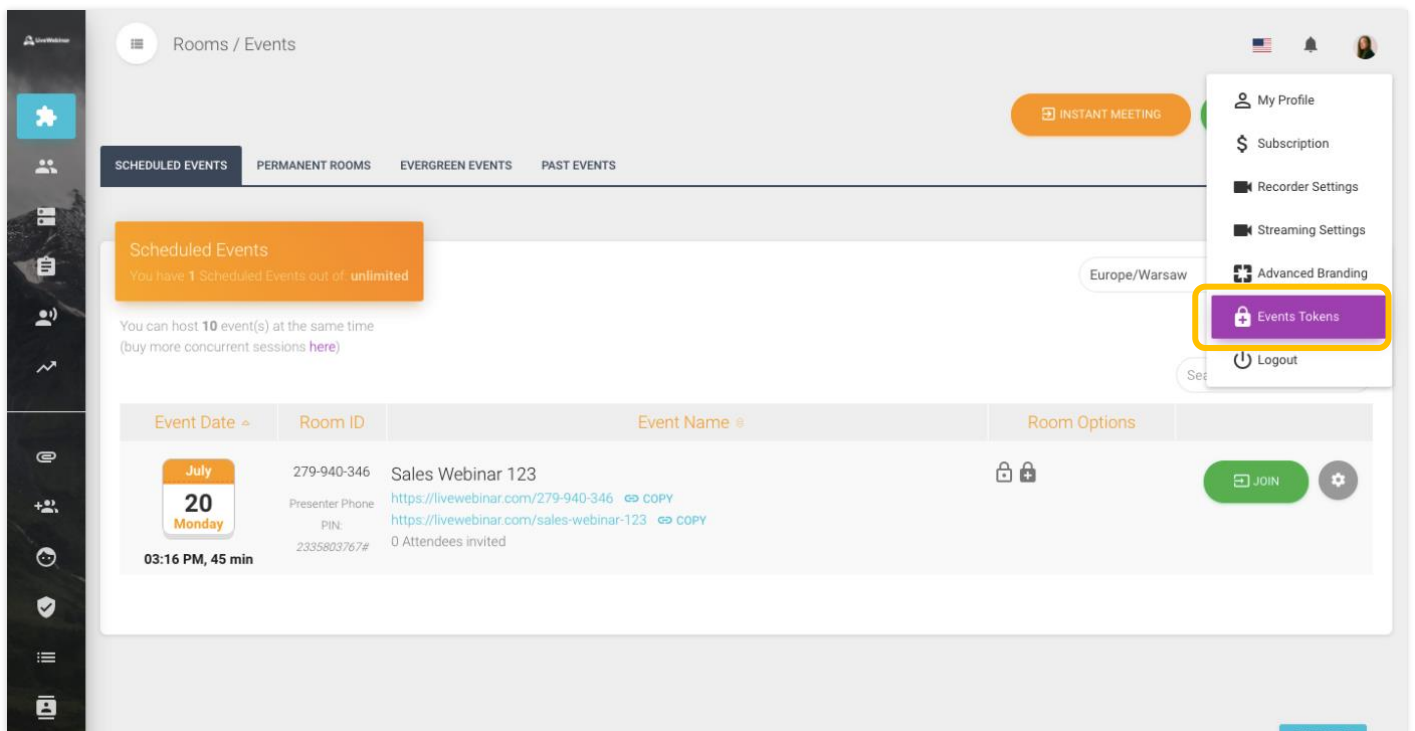 LiveWebinar
Rooms / Events
My Profile
INSTANT MEETING
Subscription
SCHEDULED EVENTS PERMANENT ROOMS EVERGREEN EVENTS PAST EVENTS
Recorder Settings
Streaming Settings
Scheduled Events
You have 1 Scheduled Events out of: unlimited
Europe/Warsaw
Advanced Branding
Events Tokens
You can host 10 event(s) at the same time
(buy more concurrent sessions here)
Logout
Event Date Room ID Event Name Room Options
July
20
Monday
03:16 PM, 45 min
279-940-346
Presenter Phone
PIN:
2335803767#
Sales Webinar 123
https://livewebinar.com/279-940-346 COPY
https://livewebinar.com/sales-webinar-123 COPY
0 Attendees invited
JOIN